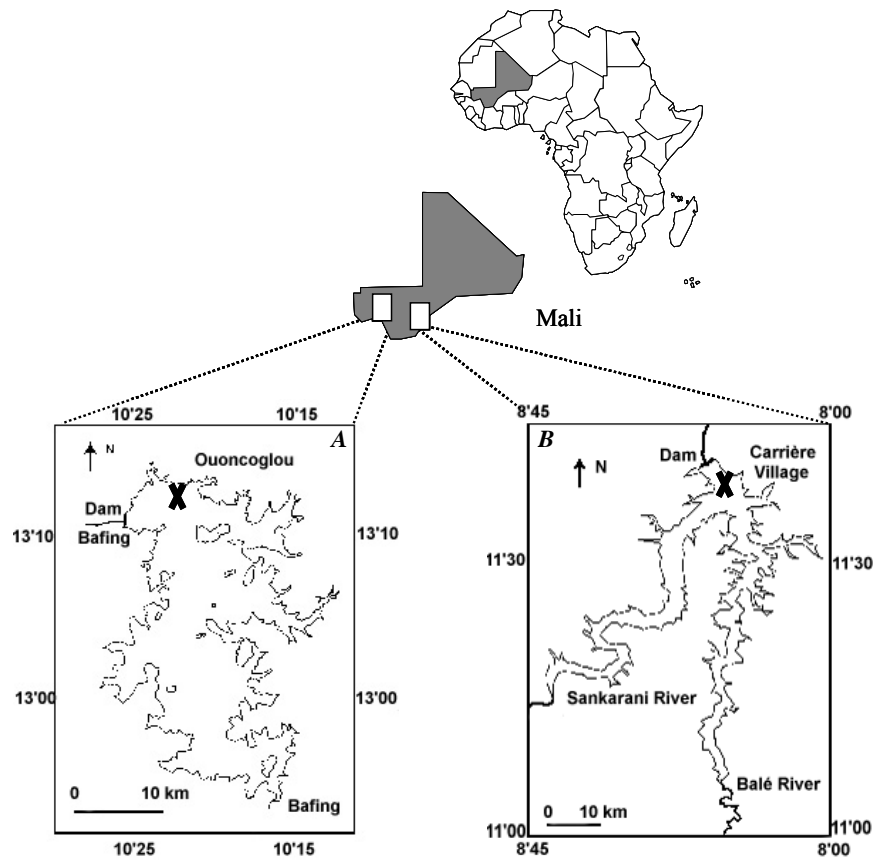 Mali
10'25
10'15
A
N
Ouoncoglou
Dam
Bafing
13'10
13'10
13'00
0
10 km
Bafing
10'25
10'15
8'45
8'00
B
N
Dam
Carrière
Village
11'30
11'30
13'00
Sankarani River
Balé River
0
10 km
11'00
11'00
8'45
8'00